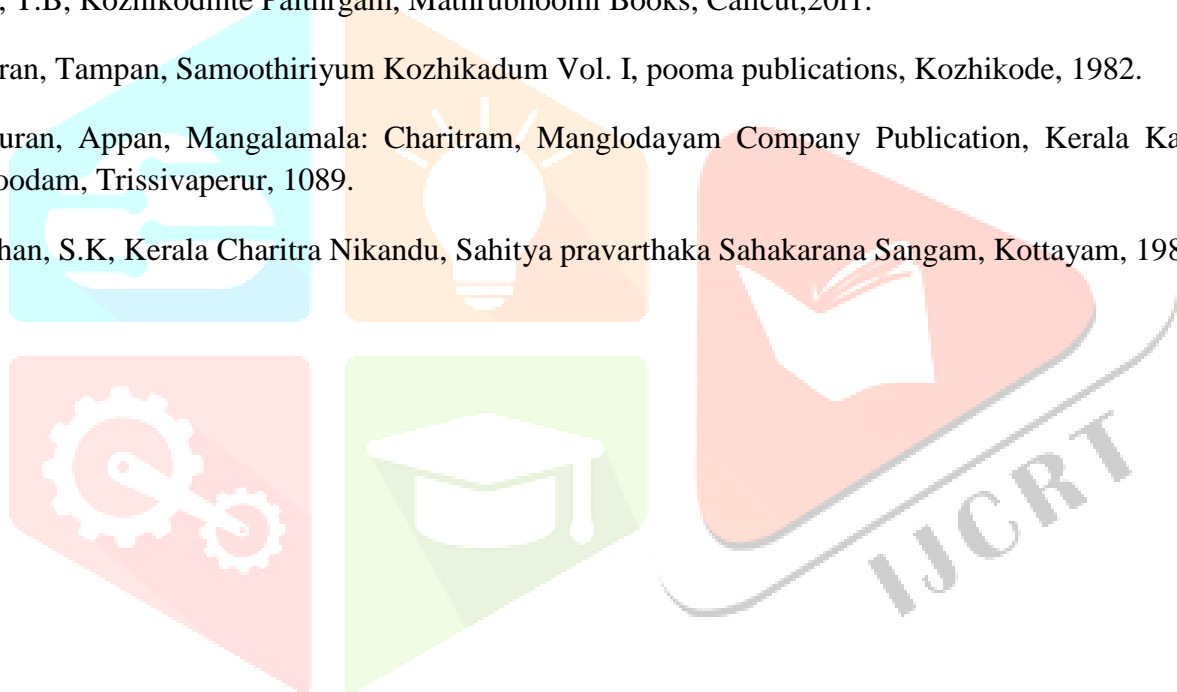 , T.B, Kozhikodinte Paithrgam, Mathrubhoomi Books, Calicut,2011.
ran, Tampan, Samoothiriyum Kozhikadum Vol. I, pooma publications, Kozhikode, 1982.
uran, Appan, Mangalamala: Charitram, Manglodayam Company Publication, Kerala Ka
oodam, Trissivaperur, 1089.
han, S.K, Kerala Charitra Nikandu, Sahitya pravarthaka Sahakarana Sangam, Kottayam, 198
IJCRT